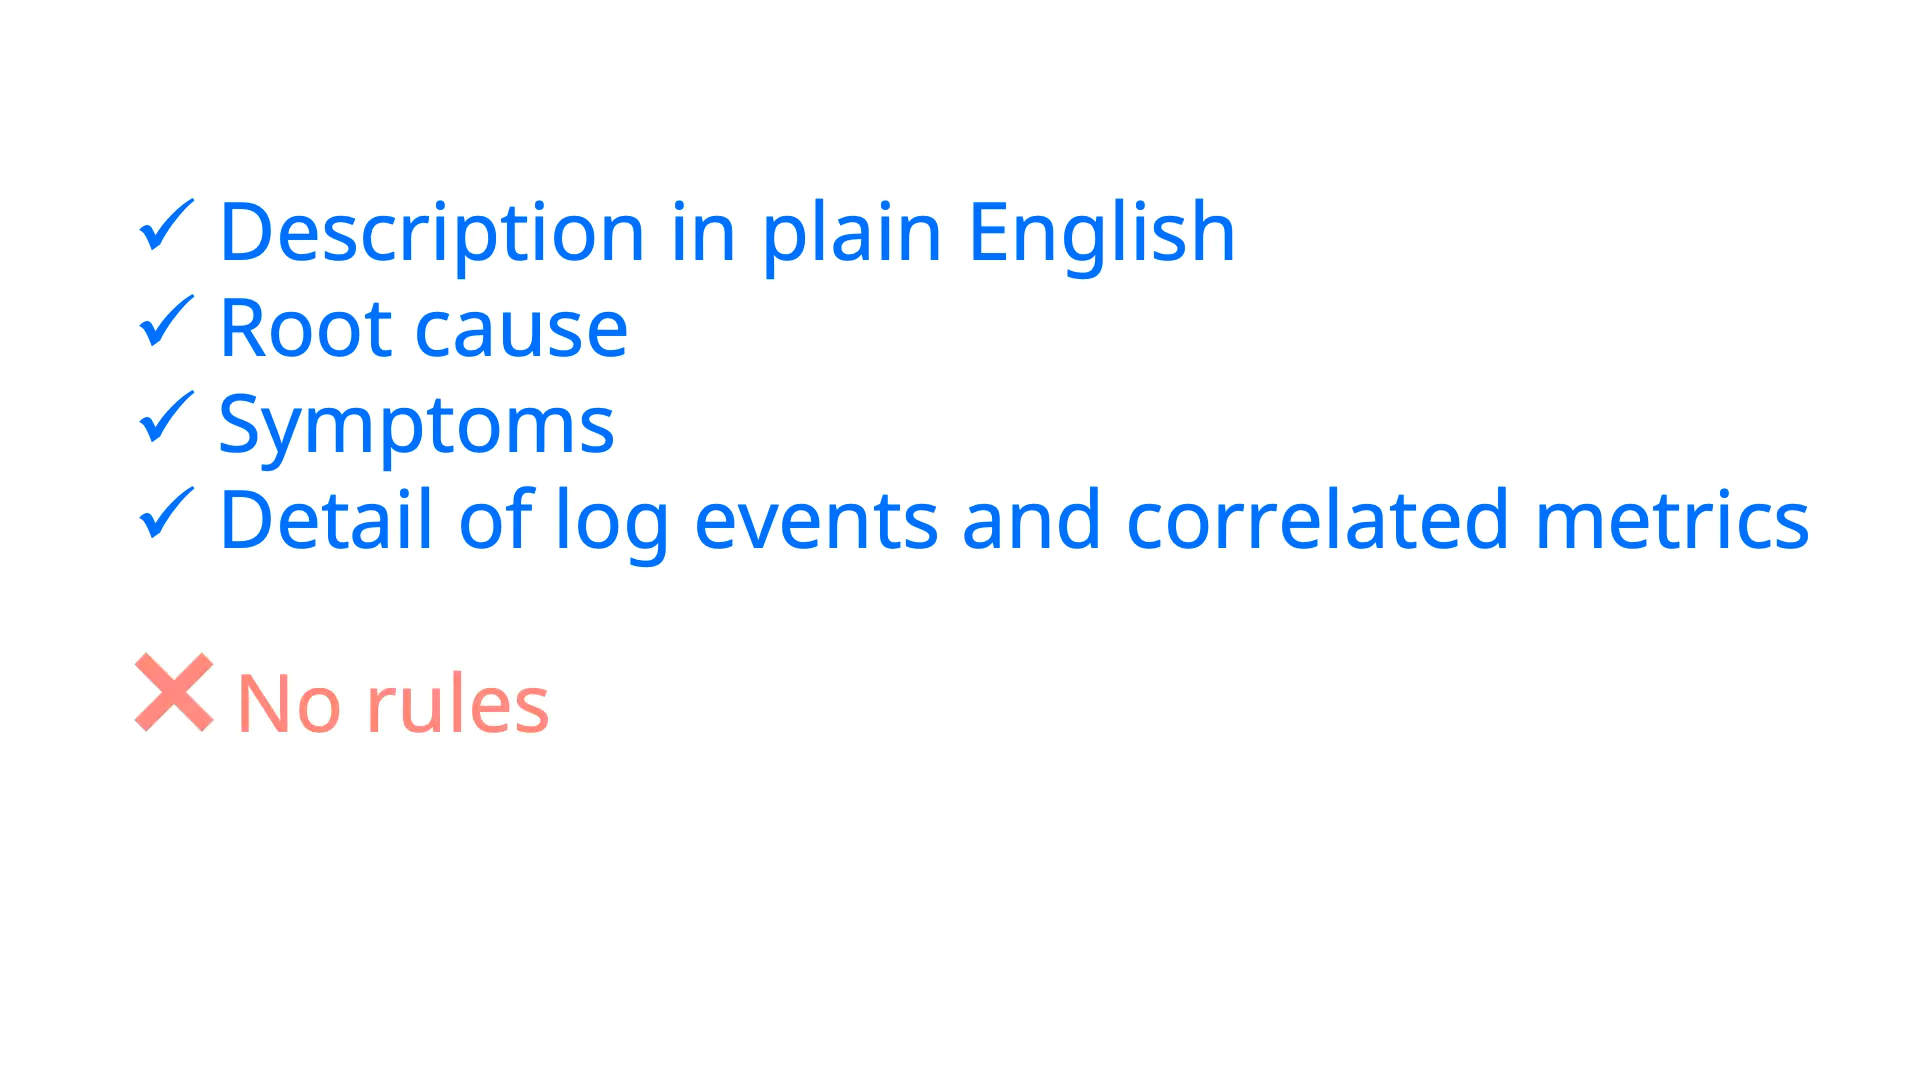 ✓ Description in plain English
✓ Root cause
✓ Symptoms
✓ Detail of log events and correlated metrics
❌ No rules